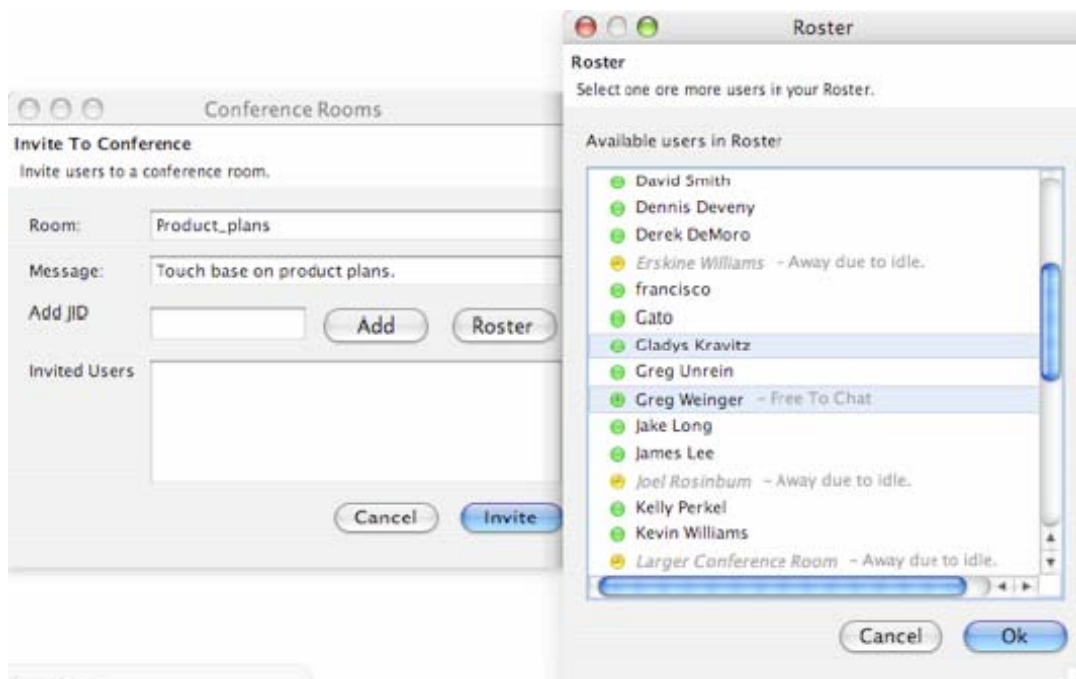 Conference Rooms
Invite To Conference
Invite users to a conference room.
Room: Product_plans
Message: Touch base on product plans.
Add JID Add Roster
Invited Users
Cancel Invite
Roster
Roster
Select one ore more users in your Roster.
Available users in Roster
David Smith
Dennis Deveny
Derek DeMoro
Erskine Williams - Away due to idle.
francisco
Gato
Gladys Kravitz
Greg Unrein
Greg Weinger - Free To Chat
Jake Long
James Lee
Joel Rosinbum - Away due to idle.
Kelly Perkel
Kevin Williams
Larger Conference Room - Away due to idle.
Cancel Ok